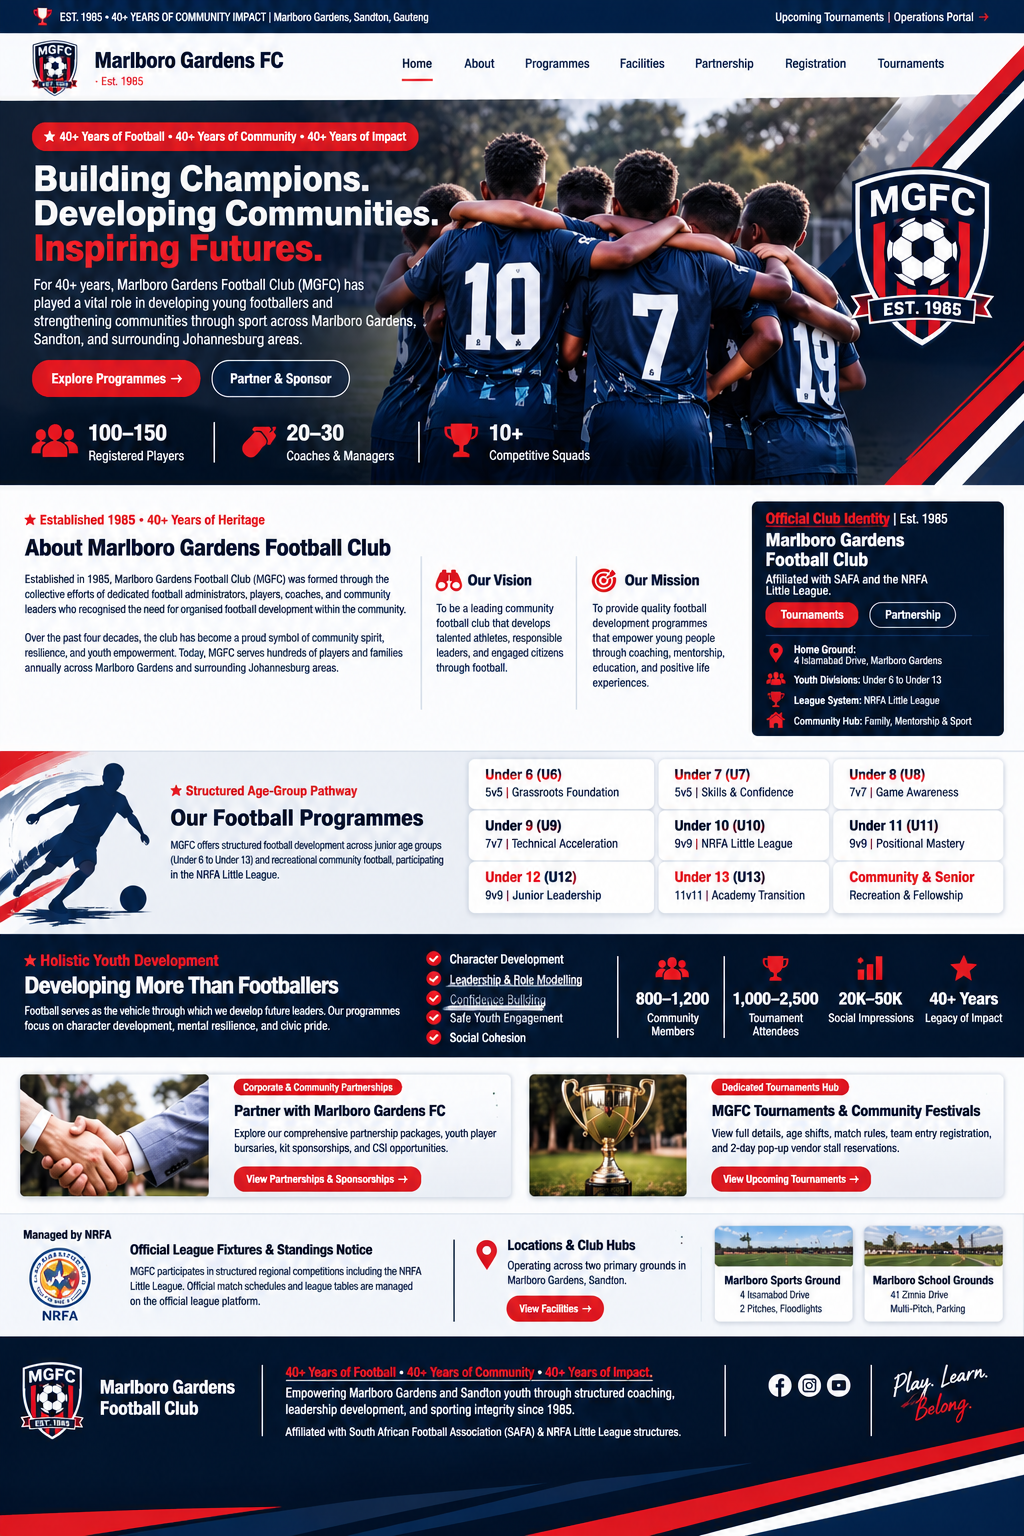 EST. 1985 • 40+ YEARS OF COMMUNITY IMPACT | Marlboro Gardens, Sandton, Gauteng
Upcoming Tournaments | Operations Portal →
MGFC
EST. 1985
Marlboro Gardens FC
· Est. 1985
Home
About
Programmes
Facilities
Partnership
Registration
Tournaments
★ 40+ Years of Football • 40+ Years of Community • 40+ Years of Impact
Building Champions.
Developing Communities.
Inspiring Futures.
For 40+ years, Marlboro Gardens Football Club (MGFC) has
played a vital role in developing young footballers and
strengthening communities through sport across Marlboro Gardens,
Sandton, and surrounding Johannesburg areas.
Explore Programmes →
Partner & Sponsor
10
7
19
MGFC
EST. 1985
100–150
Registered Players
20–30
Coaches & Managers
10+
Competitive Squads
★ Established 1985 • 40+ Years of Heritage
About Marlboro Gardens Football Club
Established in 1985, Marlboro Gardens Football Club (MGFC) was formed through the
collective efforts of dedicated football administrators, players, coaches, and community
leaders who recognised the need for organised football development within the community.
Over the past four decades, the club has become a proud symbol of community spirit,
resilience, and youth empowerment. Today, MGFC serves hundreds of players and families
annually across Marlboro Gardens and surrounding Johannesburg areas.
Our Vision
To be a leading community
football club that develops
talented athletes, responsible
leaders, and engaged citizens
through football.
Our Mission
To provide quality football
development programmes
that empower young people
through coaching, mentorship,
education, and positive life
experiences.
Official Club Identity | Est. 1985
Marlboro Gardens
Football Club
Affiliated with SAFA and the NRFA
Little League.
Tournaments
Partnership
Home Ground:
4 Islamabad Drive, Marlboro Gardens
Youth Divisions: Under 6 to Under 13
League System: NRFA Little League
Community Hub: Family, Mentorship & Sport
★ Structured Age-Group Pathway
Our Football Programmes
MGFC offers structured football development across junior age groups
(Under 6 to Under 13) and recreational community football, participating
in the NRFA Little League.
Under 6 (U6)
5v5 | Grassroots Foundation
Under 7 (U7)
5v5 | Skills & Confidence
Under 8 (U8)
7v7 | Game Awareness
Under 9 (U9)
7v7 | Technical Acceleration
Under 10 (U10)
9v9 | NRFA Little League
Under 11 (U11)
9v9 | Positional Mastery
Under 12 (U12)
9v9 | Junior Leadership
Under 13 (U13)
11v11 | Academy Transition
Community & Senior
Recreation & Fellowship
★ Holistic Youth Development
Developing More Than Footballers
Football serves as the vehicle through which we develop future leaders. Our programmes
focus on character development, mental resilience, and civic pride.
Character Development
Leadership & Role Modelling
Confidence Building
Safe Youth Engagement
Social Cohesion
800–1,200
Community
Members
1,000–2,500
Tournament
Attendees
20K–50K
Social Impressions
40+ Years
Legacy of Impact
Corporate & Community Partnerships
Partner with Marlboro Gardens FC
Explore our comprehensive partnership packages, youth player
bursaries, kit sponsorships, and CSI opportunities.
View Partnerships & Sponsorships →
Dedicated Tournaments Hub
MGFC Tournaments & Community Festivals
View full details, age shifts, match rules, team entry registration,
and 2-day pop-up vendor stall reservations.
View Upcoming Tournaments →
Managed by NRFA
NRFA
Official League Fixtures & Standings Notice
MGFC participates in structured regional competitions including the NRFA
Little League. Official match schedules and league tables are managed
on the official league platform.
Locations & Club Hubs
Operating across two primary grounds in
Marlboro Gardens, Sandton.
View Facilities →
Marlboro Sports Ground
4 Itsamabod Drive
2 Pitches, Floodlights
Marlboro School Grounds
41 Zinnia Drive
Multi-Pitch, Parking
MGFC
EST. 1985
Marlboro Gardens
Football Club
40+ Years of Football • 40+ Years of Community • 40+ Years of Impact.
Empowering Marlboro Gardens and Sandton youth through structured coaching,
leadership development, and sporting integrity since 1985.
Affiliated with South African Football Association (SAFA) & NRFA Little League structures.
Play. Learn.
Belong.